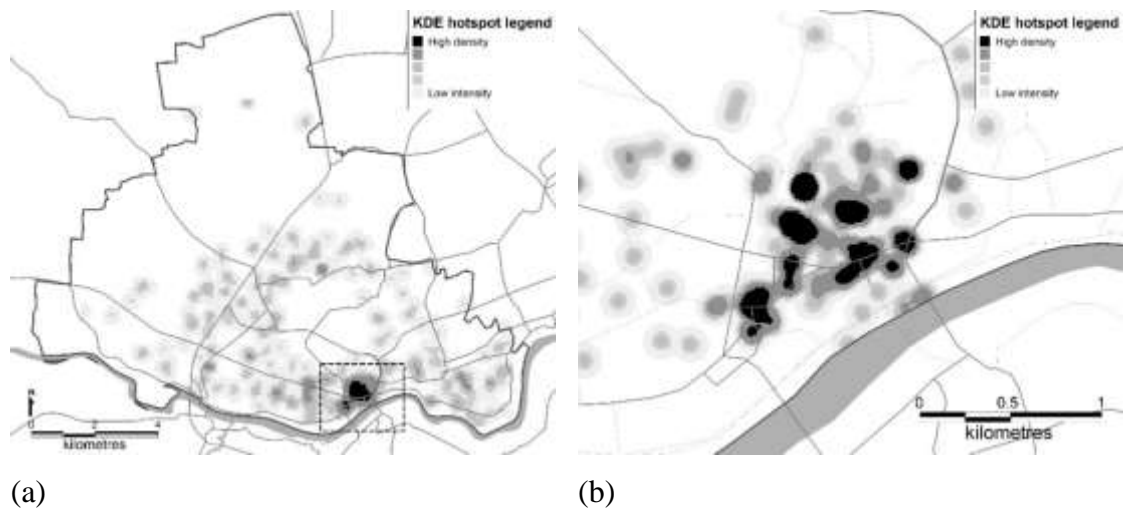 KDE hotspot legend
High density
Low intensity
0 2 4
kilometres
(a)
KDE hotspot legend
High density
Low intensity
0 0.5 1
kilometres
(b)